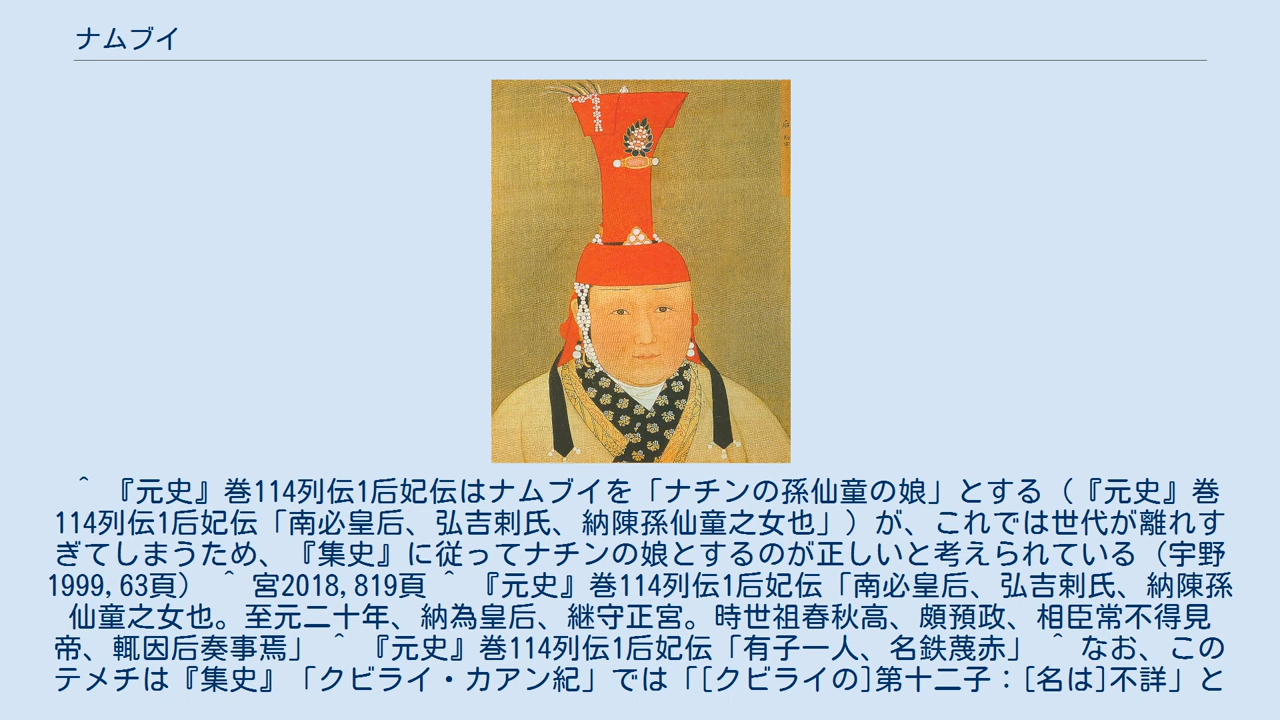 ナムブイ
^ 『元史』巻114列伝1后妃伝はナムブイを「ナチンの孫仙童の娘」とする（『元史』巻
114列伝1后妃伝「南必皇后、弘吉剌氏、納陳孫仙童之女也」）が、これでは世代が離れす
ぎてしまうため、『集史』に従ってナチンの娘とするのが正しいと考えられている（宇野
1999,63頁） ^ 宮2018,819頁 ^ 『元史』巻114列伝1后妃伝「南必皇后、弘吉剌氏、納陳孫
仙童之女也。至元二十年、納為皇后、継守正宮。時世祖春秋高、頗預政、相臣常不得見
帝、輒因后奏事焉」 ^ 『元史』巻114列伝1后妃伝「有子一人、名鉄蔑赤」 ^ なお、この
テメチは『集史』「クビライ・カアン紀」では「[クビライの]第十二子：[名は]不詳」と